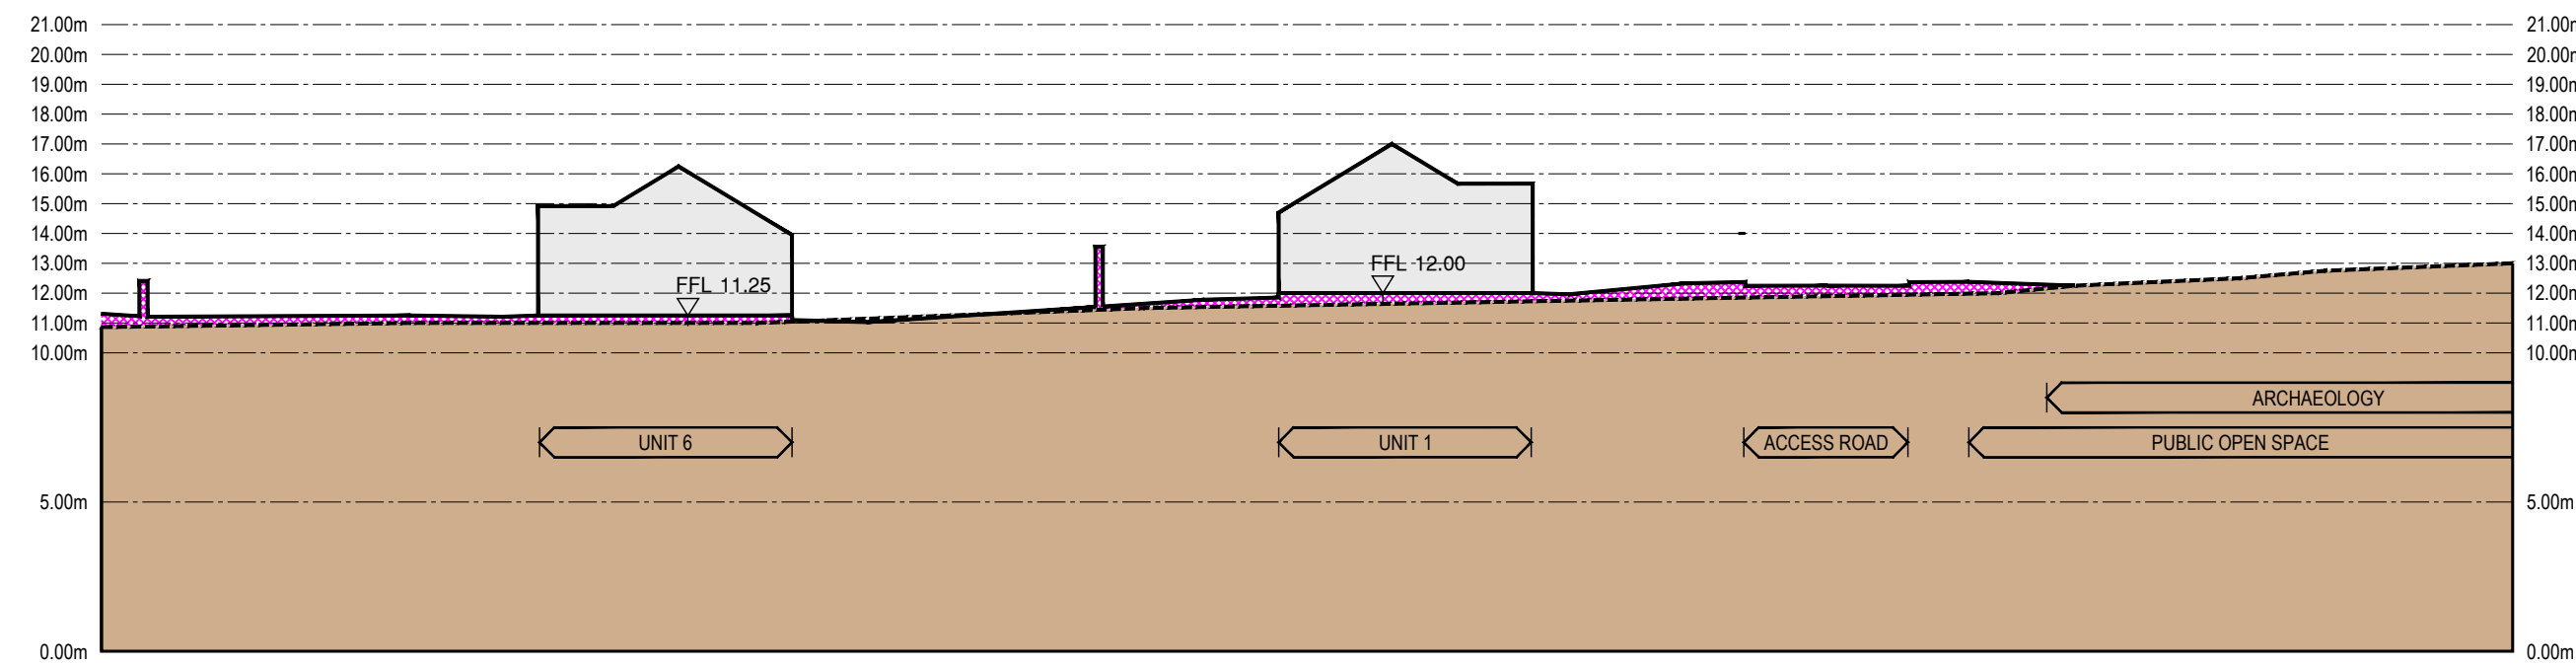 21.00m 21.00m
20.00m 20.00m
19.00m 19.00m
18.00m 18.00m
17.00m 17.00m
16.00m 16.00m
15.00m 15.00m
14.00m 14.00m
FFL 12.00
13.00m 13.00m
FFL 11.25
12.00m 12.00m
11.00m 11.00m
10.00m 10.00m
ARCHAEOLOGY
UNIT 6 UNIT 1 ACCESS ROAD PUBLIC OPEN SPACE
5.00m 5.00m
0.00m 0.00m